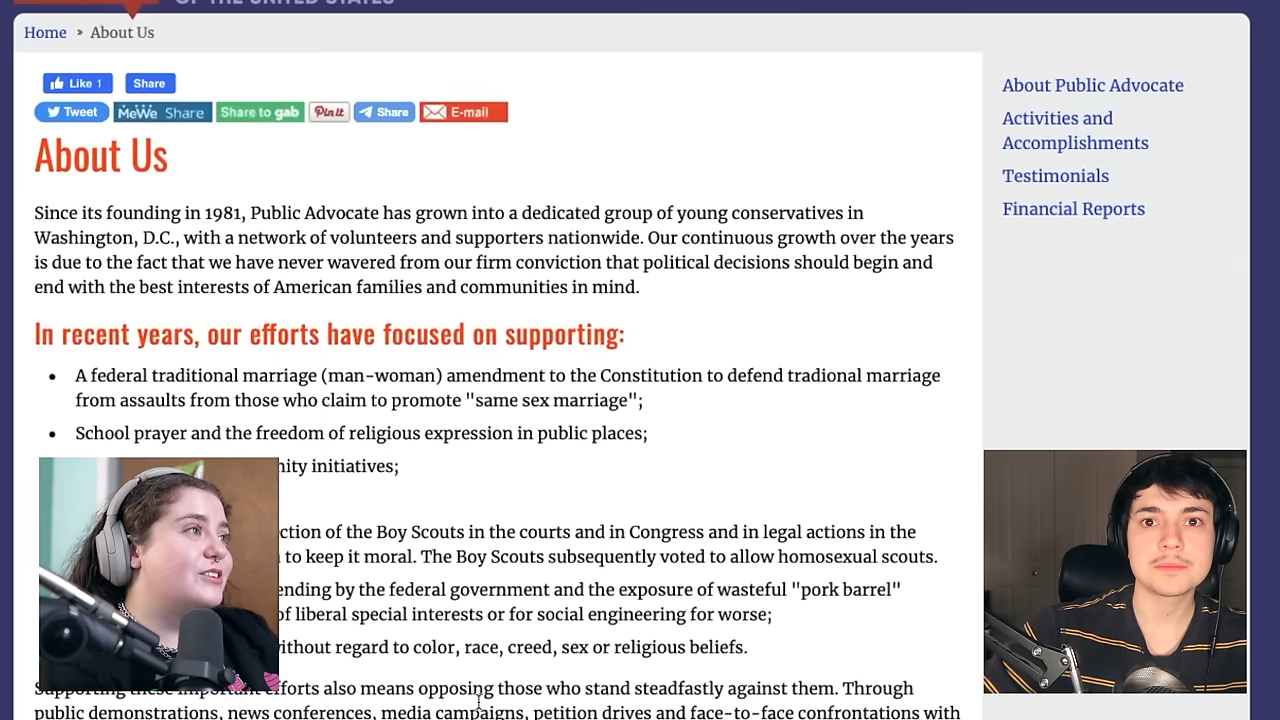 OF THE UNITED STATES
Home ‣ About Us
Like 1 Share
Tweet MeWe Share Share to gab Pin it Share E-mail
About Us
Since its founding in 1981, Public Advocate has grown into a dedicated group of young conservatives in
Washington, D.C., with a network of volunteers and supporters nationwide. Our continuous growth over the years
is due to the fact that we have never wavered from our firm conviction that political decisions should begin and
end with the best interests of American families and communities in mind.
In recent years, our efforts have focused on supporting:
• A federal traditional marriage (man-woman) amendment to the Constitution to defend tradional marriage
from assaults from those who claim to promote "same sex marriage";
• School prayer and the freedom of religious expression in public places;
nity initiatives;
ction of the Boy Scouts in the courts and in Congress and in legal actions in the
to keep it moral. The Boy Scouts subsequently voted to allow homosexual scouts.
ending by the federal government and the exposure of wasteful "pork barrel"
of liberal special interests or for social engineering for worse;
without regard to color, race, creed, sex or religious beliefs.
Supporting these important efforts also means opposing those who stand steadfastly against them. Through
public demonstrations, news conferences, media campaigns, petition drives and face-to-face confrontations with
About Public Advocate
Activities and
Accomplishments
Testimonials
Financial Reports